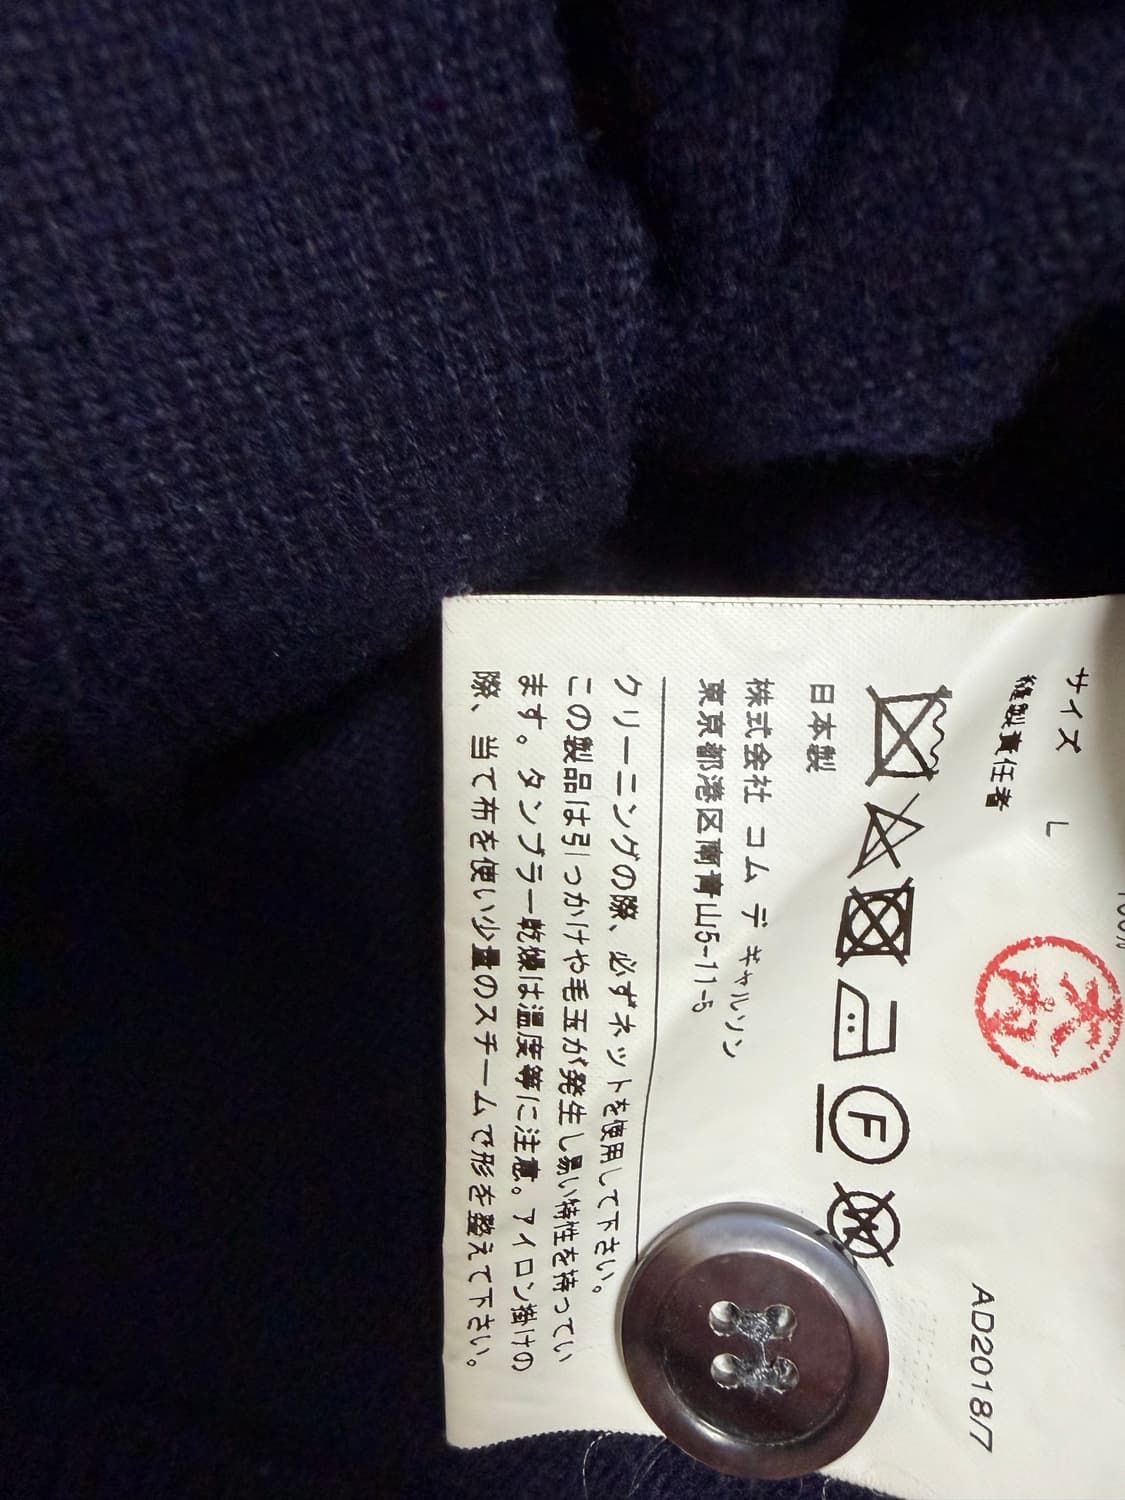 100%
サイズ L
縫製責任者
AD2018/7
F
W
日本製
株式会社 コム デ ギャルソン
東京都港区南青山5-11-5
クリーニングの際、必ずネットを使用して下さい。
この製品は引っかけや毛玉が発生し易い特性を持ってい
ます。タンブラー乾燥は温度等に注意。アイロン掛けの
際、当て布を使い少量のスチームで形を整えて下さい。